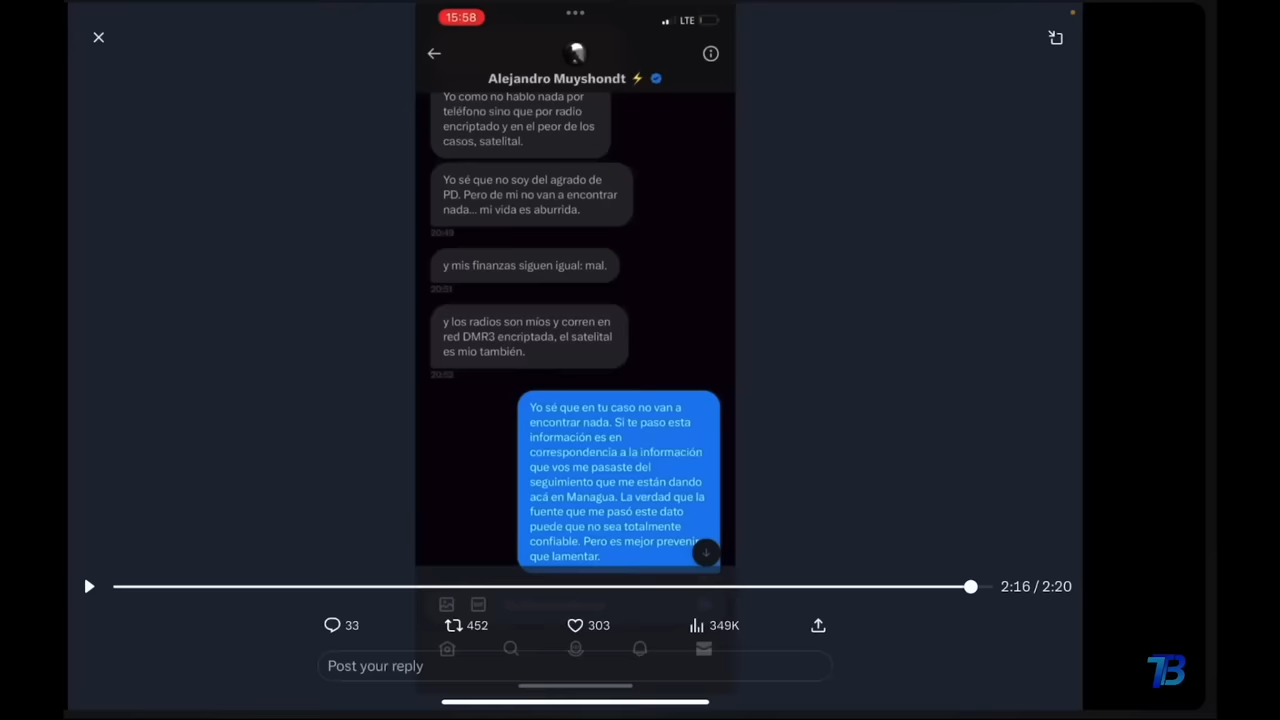 15:58
LTE
Alejandro Muyshondt ⚡
Yo como no hablo nada por
teléfono sino que por radio
encriptado y en el peor de los
casos, satelital.
Yo sé que no soy del agrado de
PD. Pero de mi no van a encontrar
nada... mi vida es aburrida.
20:49
y mis finanzas siguen igual: mal.
20:51
y los radios son míos y corren en
red DMR3 encriptada, el satelital
es mio también.
Yo sé que en tu caso no van a
encontrar nada. Si te paso esta
información es en
correspondencia a la información
que vos me pasaste del
seguimiento que me están dando
acá en Managua. La verdad que la
fuente que me pasó este dato
puede que no sea totalmente
confiable. Pero es mejor prevenir
que lamentar.
2:16 / 2:20
33
452
303
349K
Post your reply